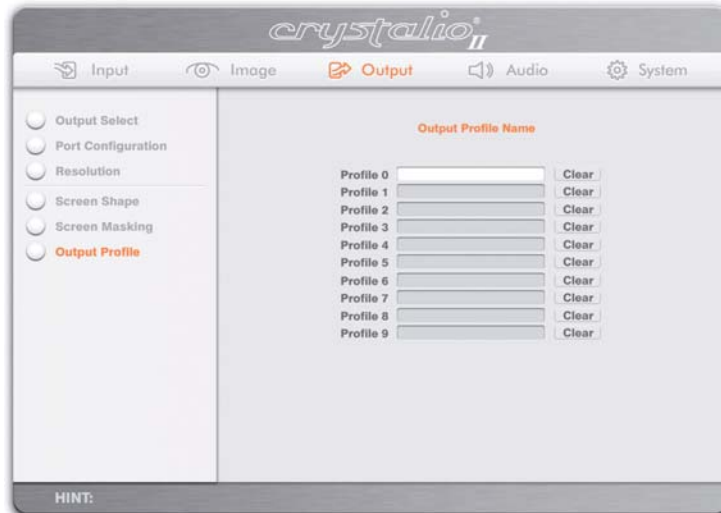 crystalio® II
Input Image Output Audio System
Output Select
Port Configuration
Resolution
Screen Shape
Screen Masking
Output Profile
Output Profile Name
Profile 0 Clear
Profile 1 Clear
Profile 2 Clear
Profile 3 Clear
Profile 4 Clear
Profile 5 Clear
Profile 6 Clear
Profile 7 Clear
Profile 8 Clear
Profile 9 Clear
HINT: